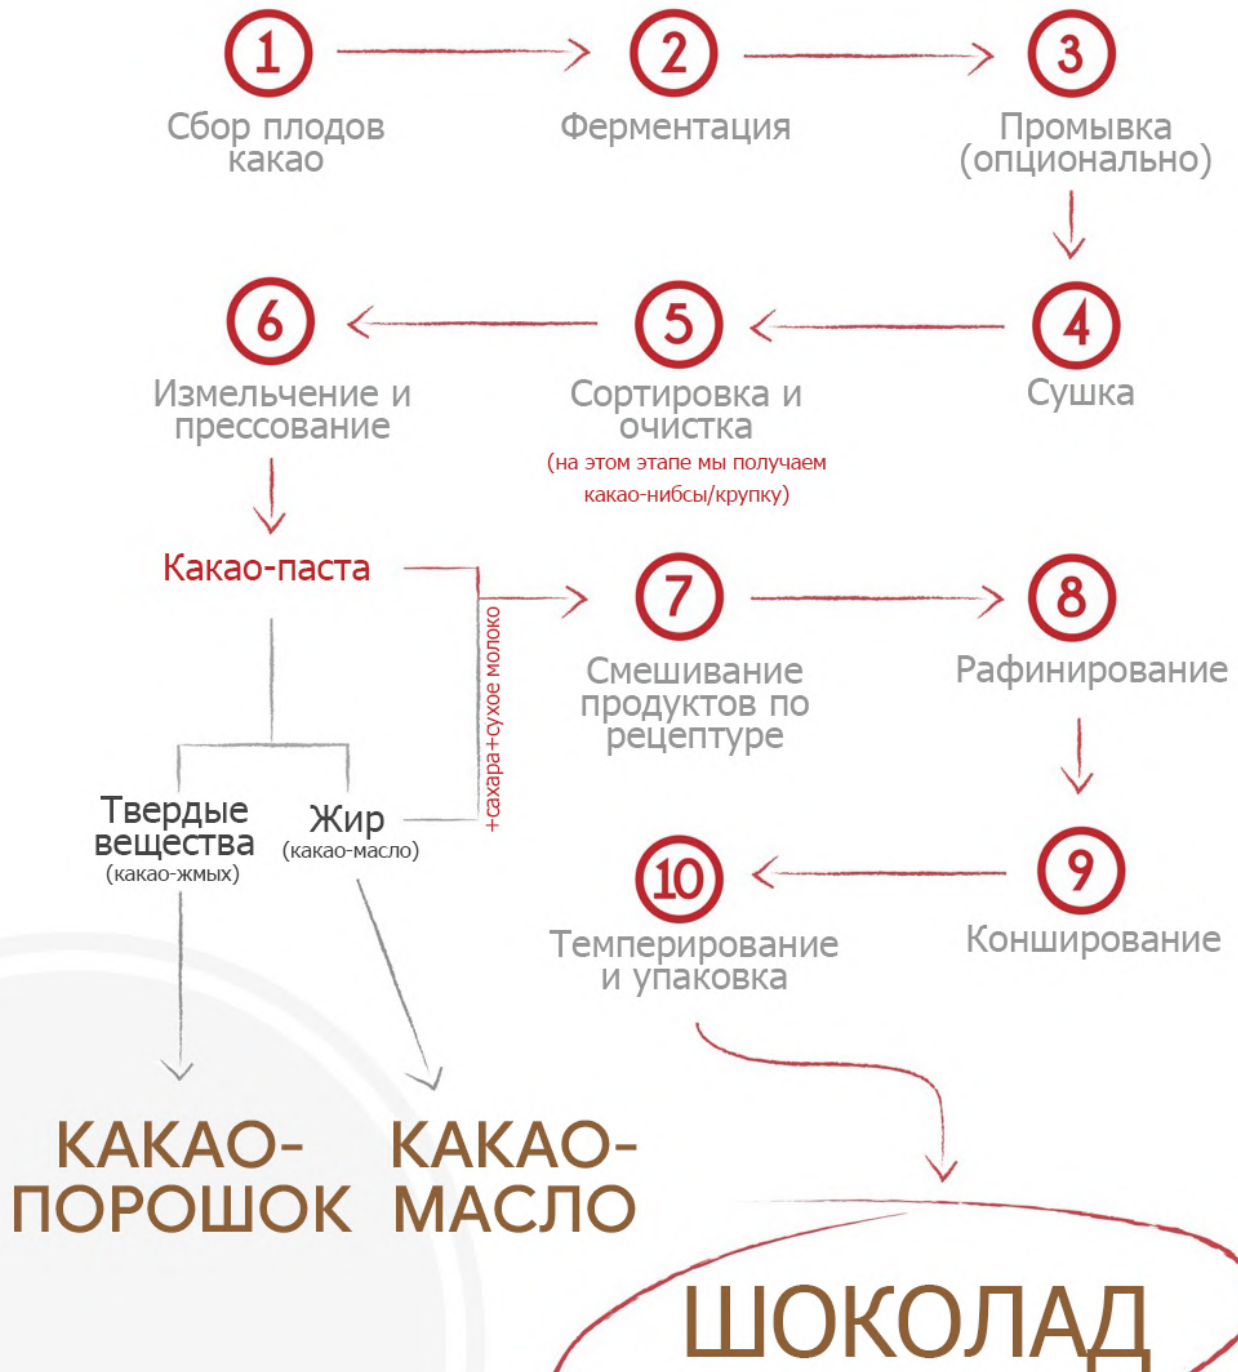 1
Сбор плодов
какао
2
Ферментация
3
Промывка
(опционально)
4
Сушка
5
Сортировка и
очистка
(на этом этапе мы получаем
какао-нибсы/крупку)
6
Измельчение и
прессование
Какао-паста
+сахара+сухое молоко
Твердые
вещества
(какао-жмых)
Жир
(какао-масло)
7
Смешивание
продуктов по
рецептуре
8
Рафинирование
9
Конширование
10
Темперирование
и упаковка
КАКАО-
ПОРОШОК
КАКАО-
МАСЛО
ШОКОЛАД